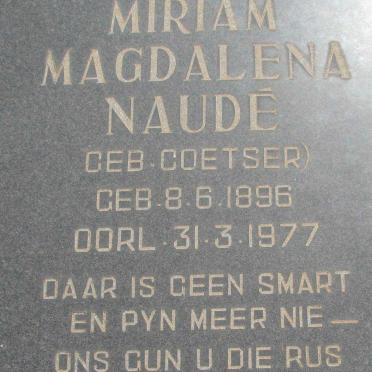 MIRIAM
MAGDALENA
NAUDÉ
GEB. COETSER)
GEB. 8.6.1896
OORL. 31.3.1977
DAAR IS GEEN SMART
EN PYN MEER NIE —
ONS GUN U DIE RUS